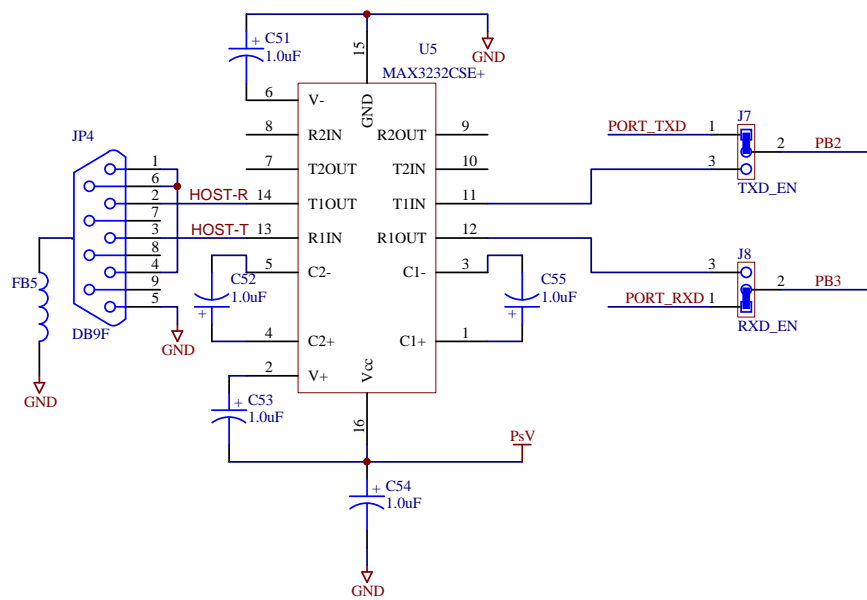 C51
1.0uF
15
GND
U5
MAX3232CSE+
GND
6
V-
8
R2IN
R2OUT
9
7
T2OUT
T2IN
10
HOST-R
14
T1OUT
T1IN
11
HOST-T
13
R1IN
R1OUT
12
5
C2-
C1-
3
4
C2+
C1+
1
2
V+
Vcc
16
JP4
1
6
2
7
3
8
4
9
5
DB9F
GND
FB5
GND
C52
1.0uF
C55
1.0uF
C53
1.0uF
PsV
C54
1.0uF
GND
J7
PORT_TXD
1
2
PB2
3
TXD_EN
J8
3
2
PB3
PORT_RXD
1
RXD_EN